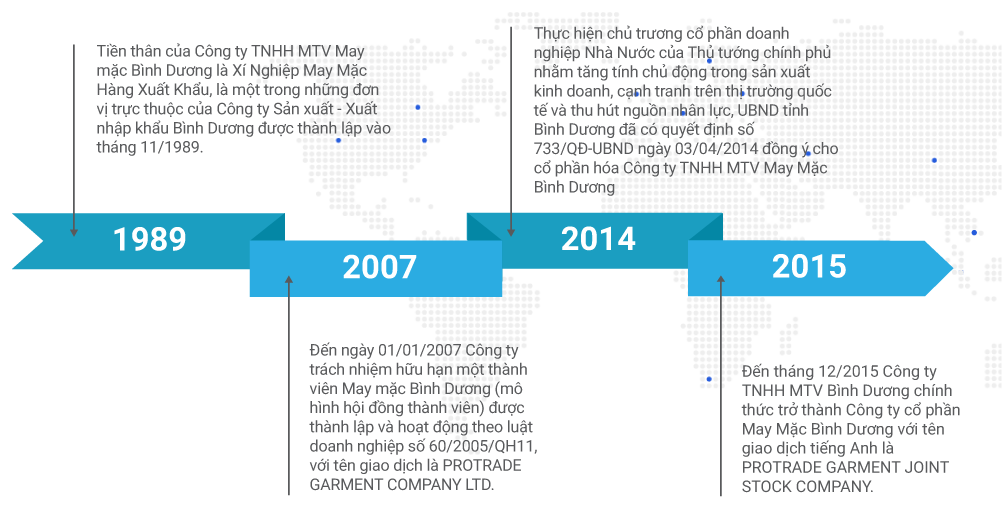 Tiền thân của Công ty TNHH MTV May
mặc Bình Dương là Xí Nghiệp May Mặc
Hàng Xuất Khẩu, là một trong những đơn
vị trực thuộc của Công ty Sản xuất - Xuất
nhập khẩu Bình Dương được thành lập vào
tháng 11/1989.
Thực hiện chủ trương cổ phần doanh
nghiệp Nhà Nước của Thủ tướng chính phủ
nhằm tăng tính chủ động trong sản xuất
kinh doanh, cạnh tranh trên thị trường quốc
tế và thu hút nguồn nhân lực, UBND tỉnh
Bình Dương đã có quyết định số
733/QĐ-UBND ngày 03/04/2014 đồng ý cho
cổ phần hóa Công ty TNHH MTV May Mặc
Bình Dương
1989
2007
2014
2015
Đến ngày 01/01/2007 Công ty
trách nhiệm hữu hạn một thành
viên May mặc Bình Dương (mô
hình hội đồng thành viên) được
thành lập và hoạt động theo luật
doanh nghiệp số 60/2005/QH11,
với tên giao dịch là PROTRADE
GARMENT COMPANY LTD.
Đến tháng 12/2015 Công ty
TNHH MTV Bình Dương chính
thức trở thành Công ty cổ phần
May Mặc Bình Dương với tên
giao dịch tiếng Anh là
PROTRADE GARMENT JOINT
STOCK COMPANY.